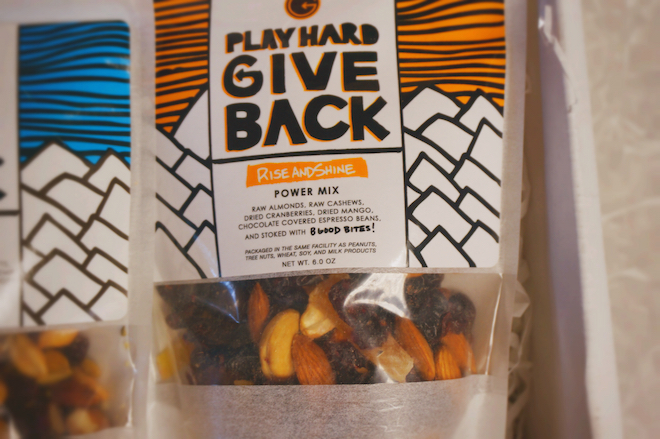 G
PLAY HARD
GIVE
BACK
RISE AND SHINE
POWER MIX
RAW ALMONDS, RAW CASHEWS,
DRIED CRANBERRIES, DRIED MANGO,
CHOCOLATE COVERED ESPRESSO BEANS,
AND STOKED WITH BGOOD BITES!
PACKAGED IN THE SAME FACILITY AS PEANUTS,
TREE NUTS, WHEAT, SOY, AND MILK PRODUCTS
NET WT. 6.0 OZ